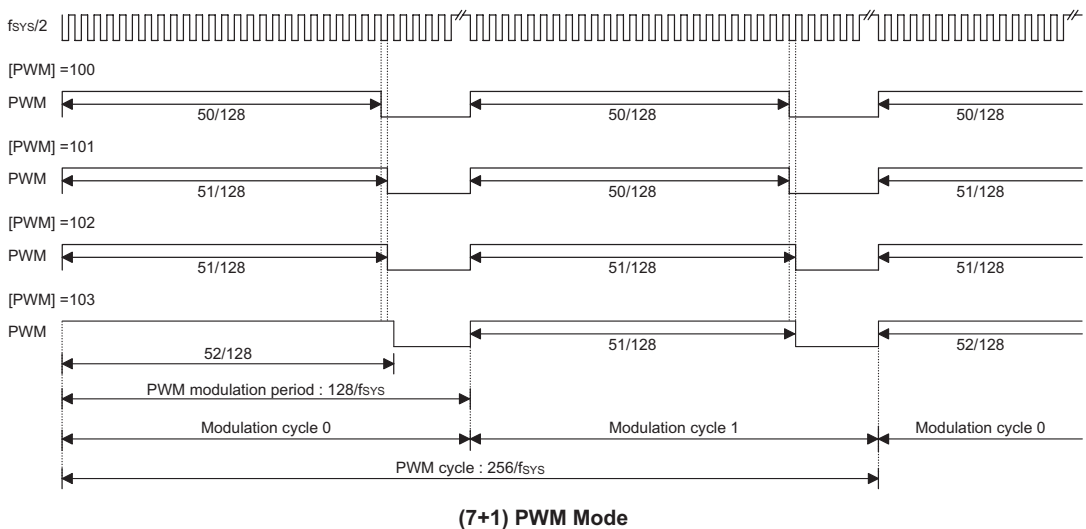 fSYS/2
[PWM] =100
PWM
50/128 50/128 50/128
[PWM] =101
PWM
51/128 50/128 51/128
[PWM] =102
PWM
51/128 51/128 51/128
[PWM] =103
PWM
52/128 51/128 52/128
PWM modulation period : 128/fSYS
Modulation cycle 0 Modulation cycle 1 Modulation cycle 0
PWM cycle : 256/fSYS
(7+1) PWM Mode